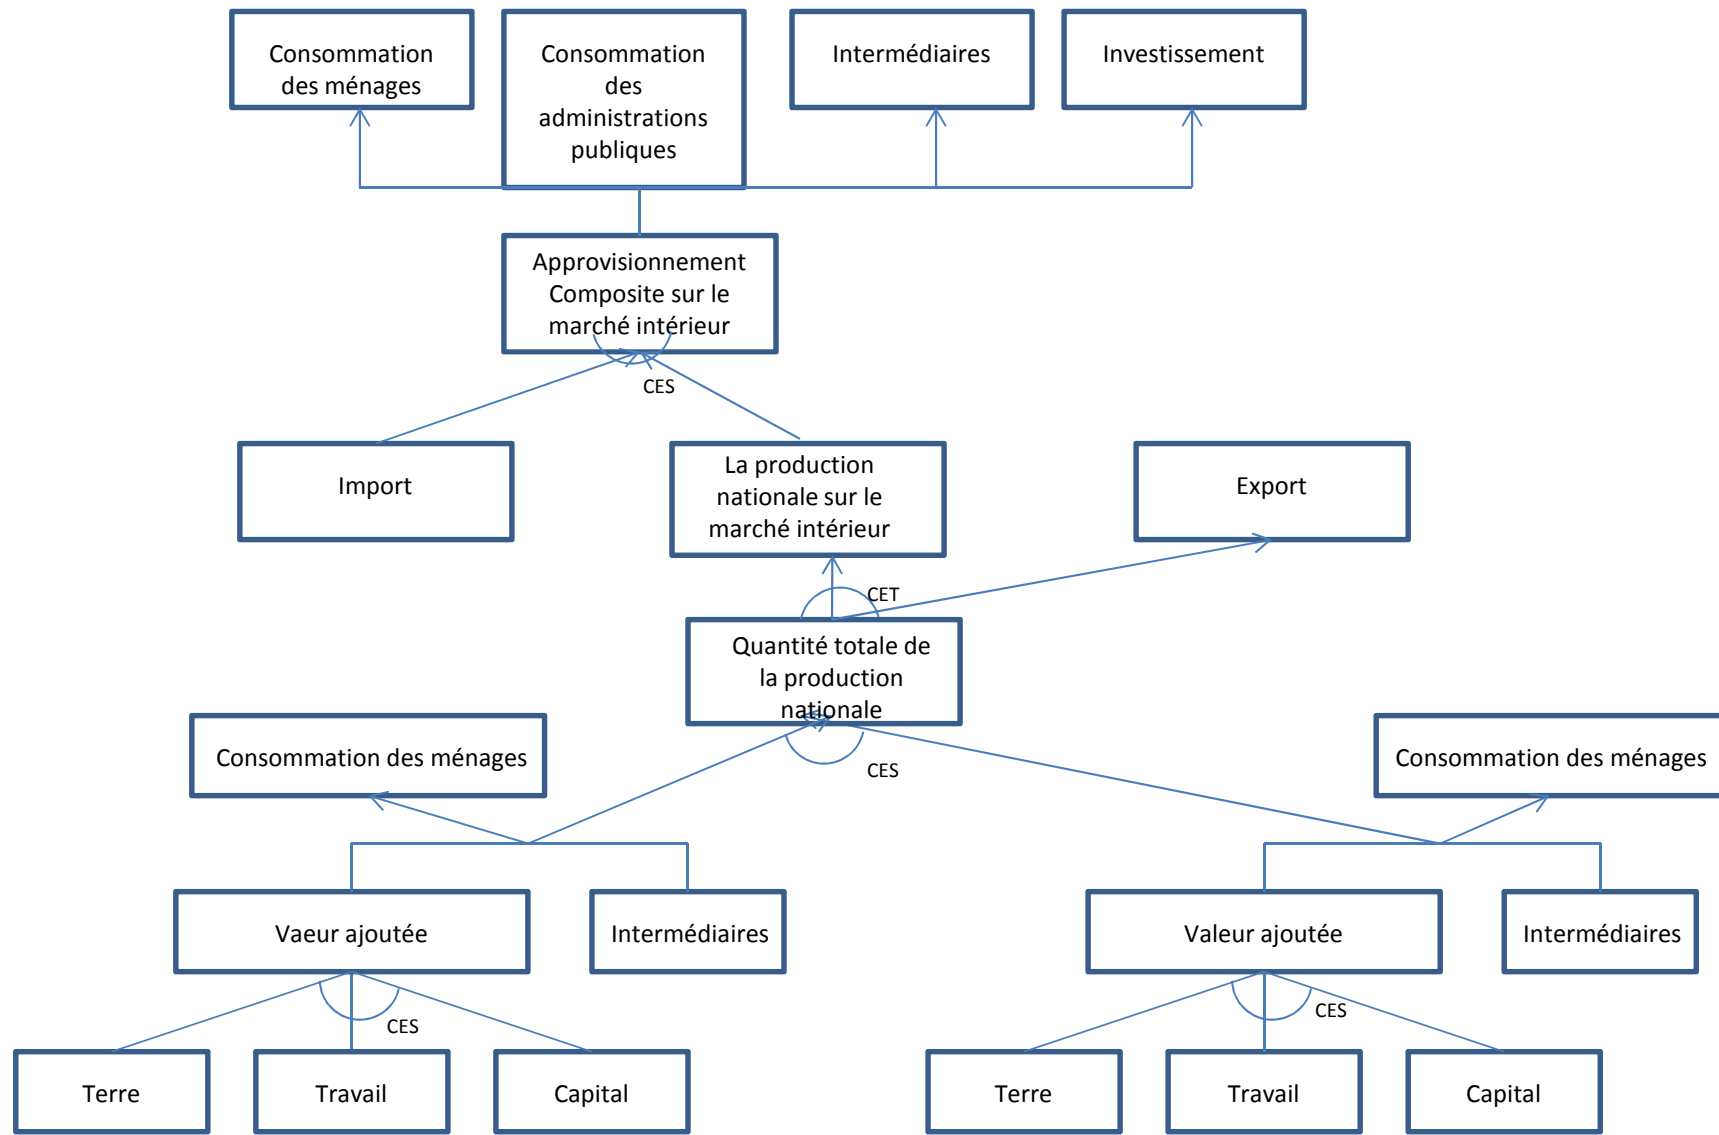 Consommation
des ménages
Consommation
des
administrations
publiques
Intermédiaires
Investissement
Approvisionnement
Composite sur le
marché intérieur
CES
Import
La production
nationale sur le
marché intérieur
Export
CET
Quantité totale de
la production
nationale
Consommation des ménages
CES
Consommation des ménages
Vaeur ajoutée
Intermédiaires
Valeur ajoutée
Intermédiaires
CES
CES
Terre
Travail
Capital
Terre
Travail
Capital